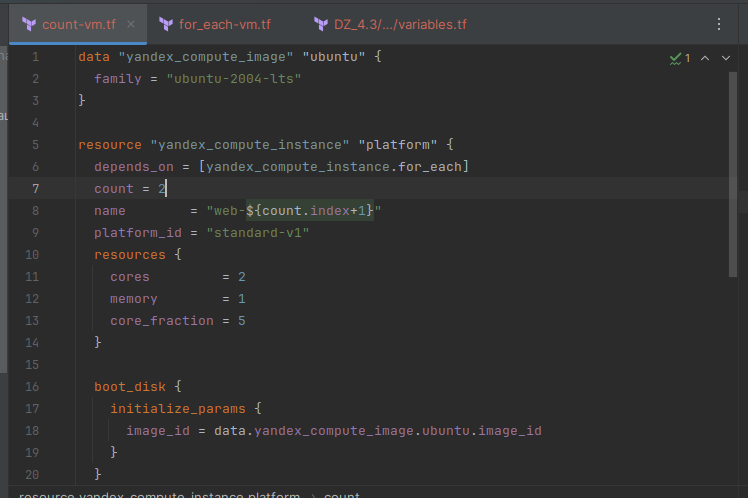 count-vm.tf × for_each-vm.tf DZ_4.3/.../variables.tf
1 data "yandex_compute_image" "ubuntu" {
2   family = "ubuntu-2004-lts"
3 }
4
5 resource "yandex_compute_instance" "platform" {
6   depends_on = [yandex_compute_instance.for_each]
7   count = 2
8   name        = "web-${count.index+1}"
9   platform_id = "standard-v1"
10   resources {
11     cores         = 2
12     memory        = 1
13     core_fraction = 5
14   }
15
16   boot_disk {
17     initialize_params {
18       image_id = data.yandex_compute_image.ubuntu.image_id
19     }
20   }
1
resource yandex_compute_instance platform › count